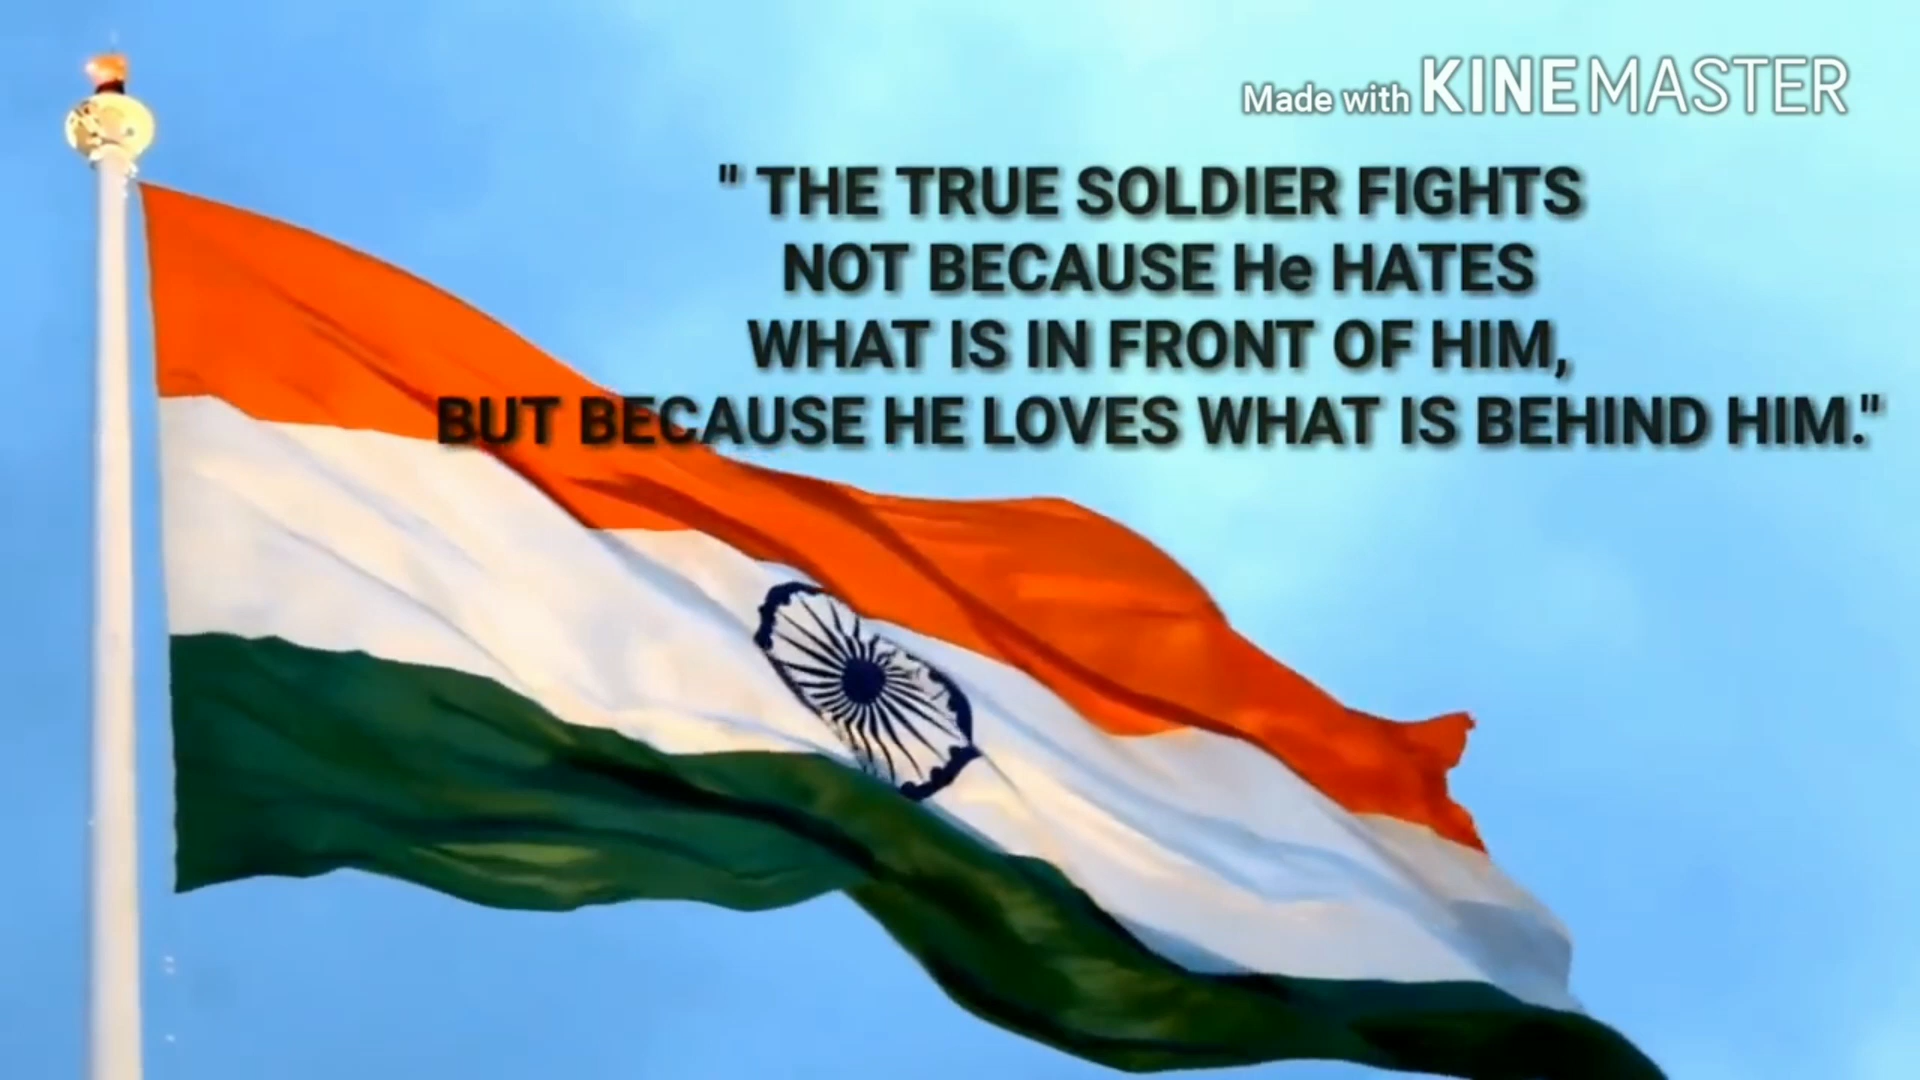 Made with KINEMASTER
" THE TRUE SOLDIER FIGHTS
NOT BECAUSE He HATES
WHAT IS IN FRONT OF HIM,
BUT BECAUSE HE LOVES WHAT IS BEHIND HIM."